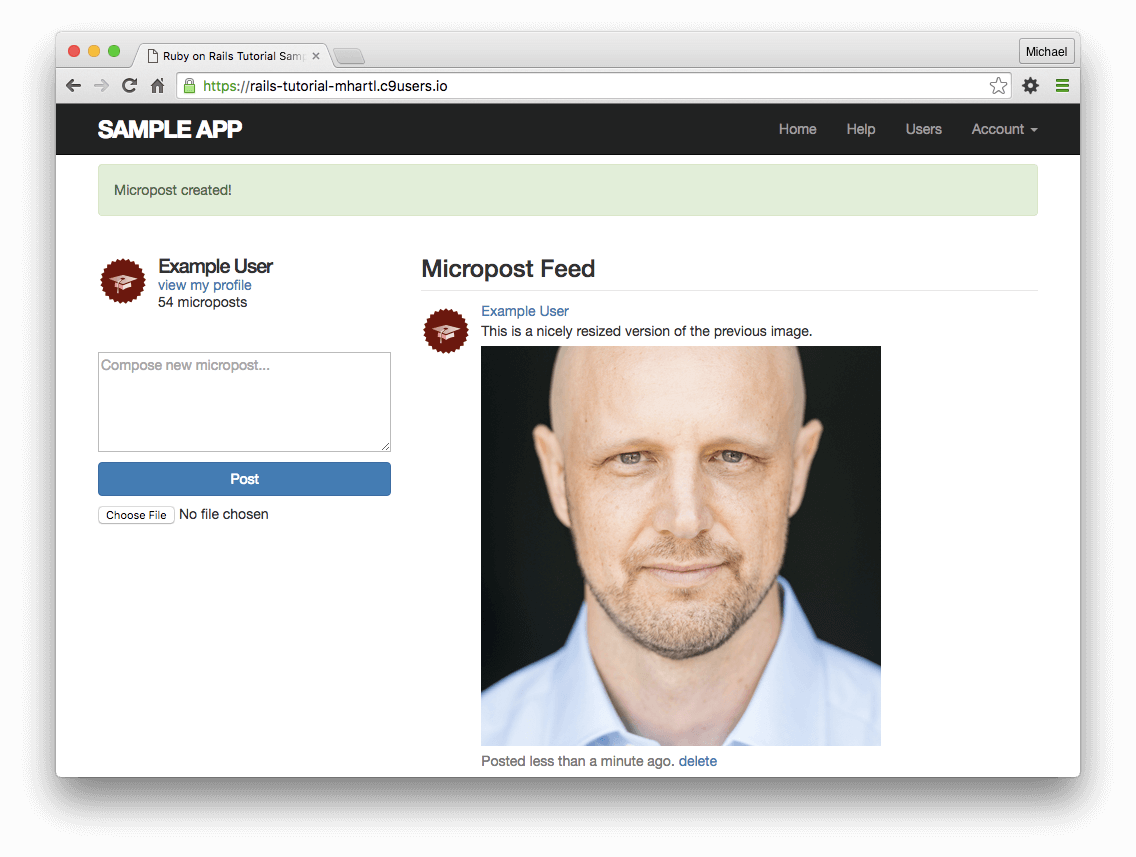 Ruby on Rails Tutorial Sam
Michael
https://rails-tutorial-mhartl.c9users.io
SAMPLE APP
Home
Help
Users
Account
Micropost created!
Example User
view my profile
54 microposts
Compose new micropost...
Post
Choose File No file chosen
Micropost Feed
Example User
This is a nicely resized version of the previous image.
Posted less than a minute ago. delete